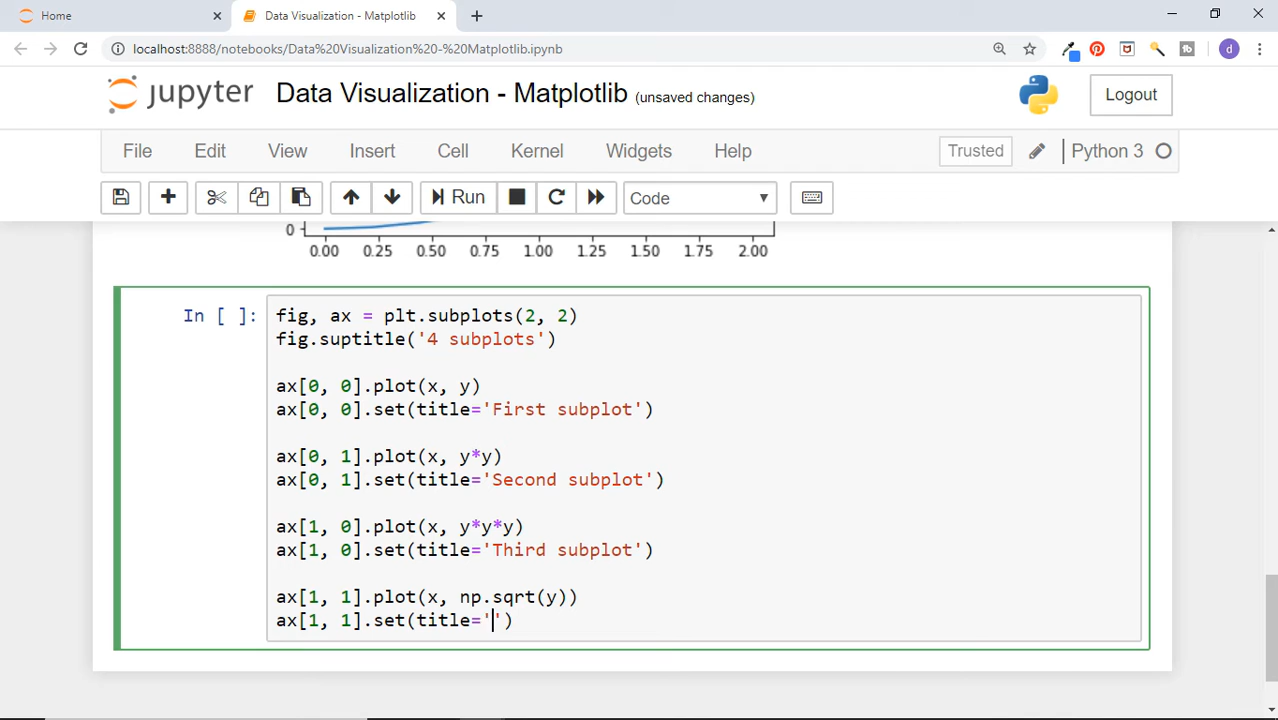 Home
Data Visualization - Matplotlib
localhost:8888/notebooks/Data%20Visualization%20-%20Matplotlib.ipynb
d
jupyter Data Visualization - Matplotlib (unsaved changes)
Logout
File Edit View Insert Cell Kernel Widgets Help
Trusted
Python 3
Run
Code
0
0.00 0.25 0.50 0.75 1.00 1.25 1.50 1.75 2.00
In [ ]: fig, ax = plt.subplots(2, 2)
fig.suptitle('4 subplots')
ax[0, 0].plot(x, y)
ax[0, 0].set(title='First subplot')
ax[0, 1].plot(x, y*y)
ax[0, 1].set(title='Second subplot')
ax[1, 0].plot(x, y*y*y)
ax[1, 0].set(title='Third subplot')
ax[1, 1].plot(x, np.sqrt(y))
ax[1, 1].set(title='')